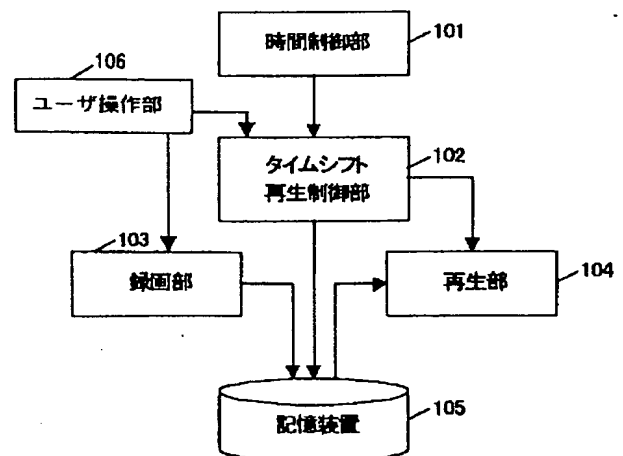 時間制御部
101
106
ユーザ操作部
タイムシフト
再生制御部
102
103
録画部
再生部
104
記憶装置
105